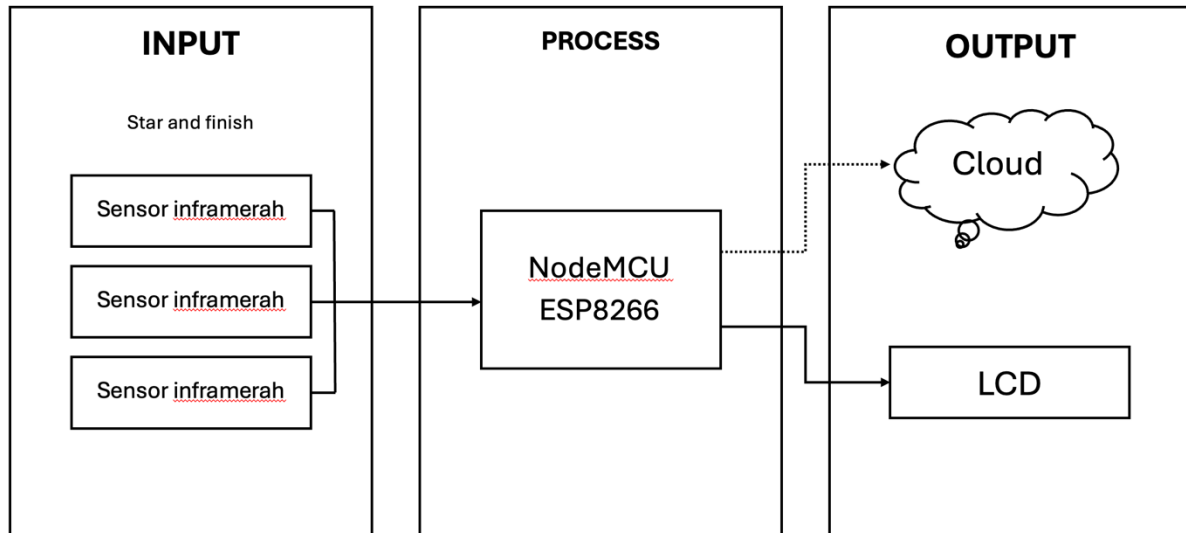 INPUT
Star and finish
Sensor inframerah
Sensor inframerah
Sensor inframerah
PROCESS
NodeMCU
ESP8266
OUTPUT
Cloud
LCD